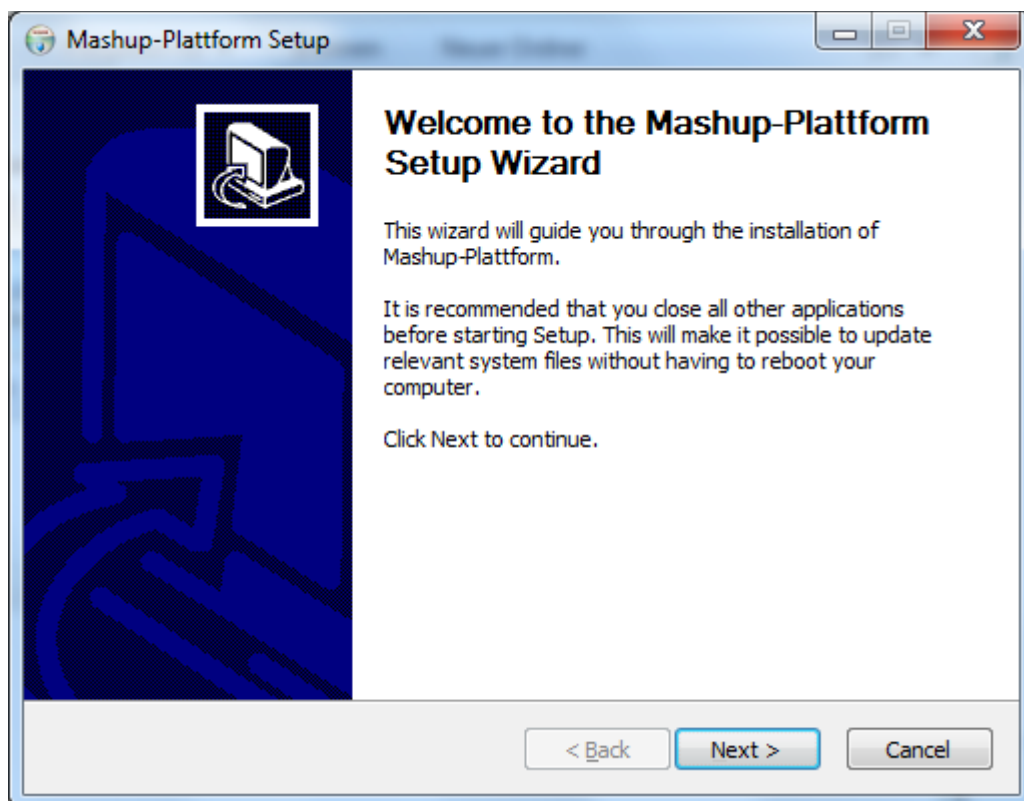 Mashup-Plattform Setup
Welcome to the Mashup-Plattform
Setup Wizard
This wizard will guide you through the installation of
Mashup-Plattform.
It is recommended that you close all other applications
before starting Setup. This will make it possible to update
relevant system files without having to reboot your
computer.
Click Next to continue.
< Back
Next >
Cancel